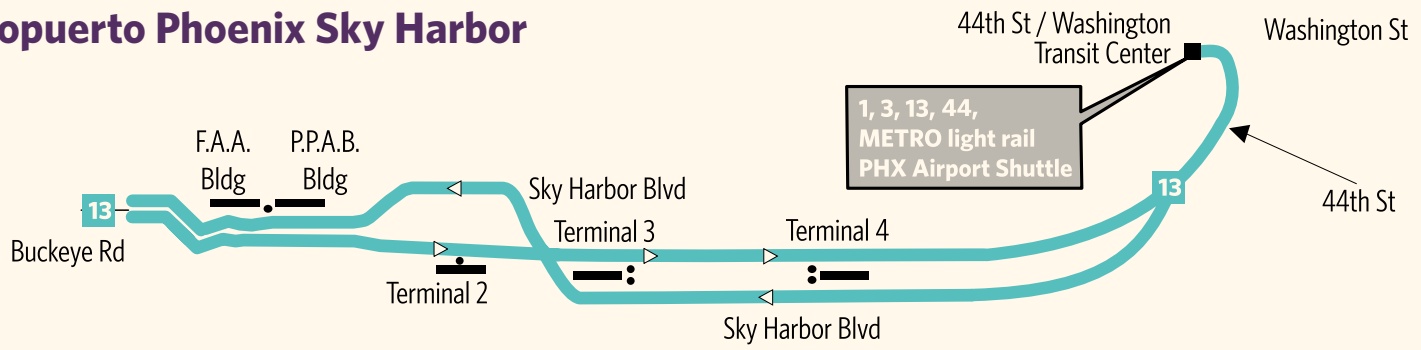 opuerto Phoenix Sky Harbor
44th St / Washington
Transit Center
Washington St
1, 3, 13, 44,
METRO light rail
PHX Airport Shuttle
F.A.A.
Bldg
P.P.A.B.
Bldg
Sky Harbor Blvd
13
44th St
13
Buckeye Rd
Terminal 3
Terminal 4
Terminal 2
Sky Harbor Blvd